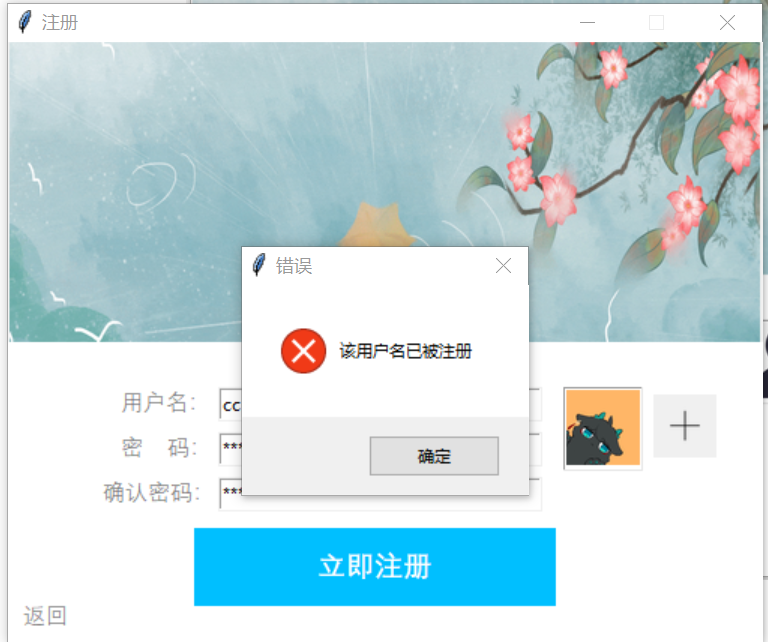 注册
错误
该用户名已被注册
确定
用户名: cc
密 码: ***
确认密码: ***
立即注册
返回